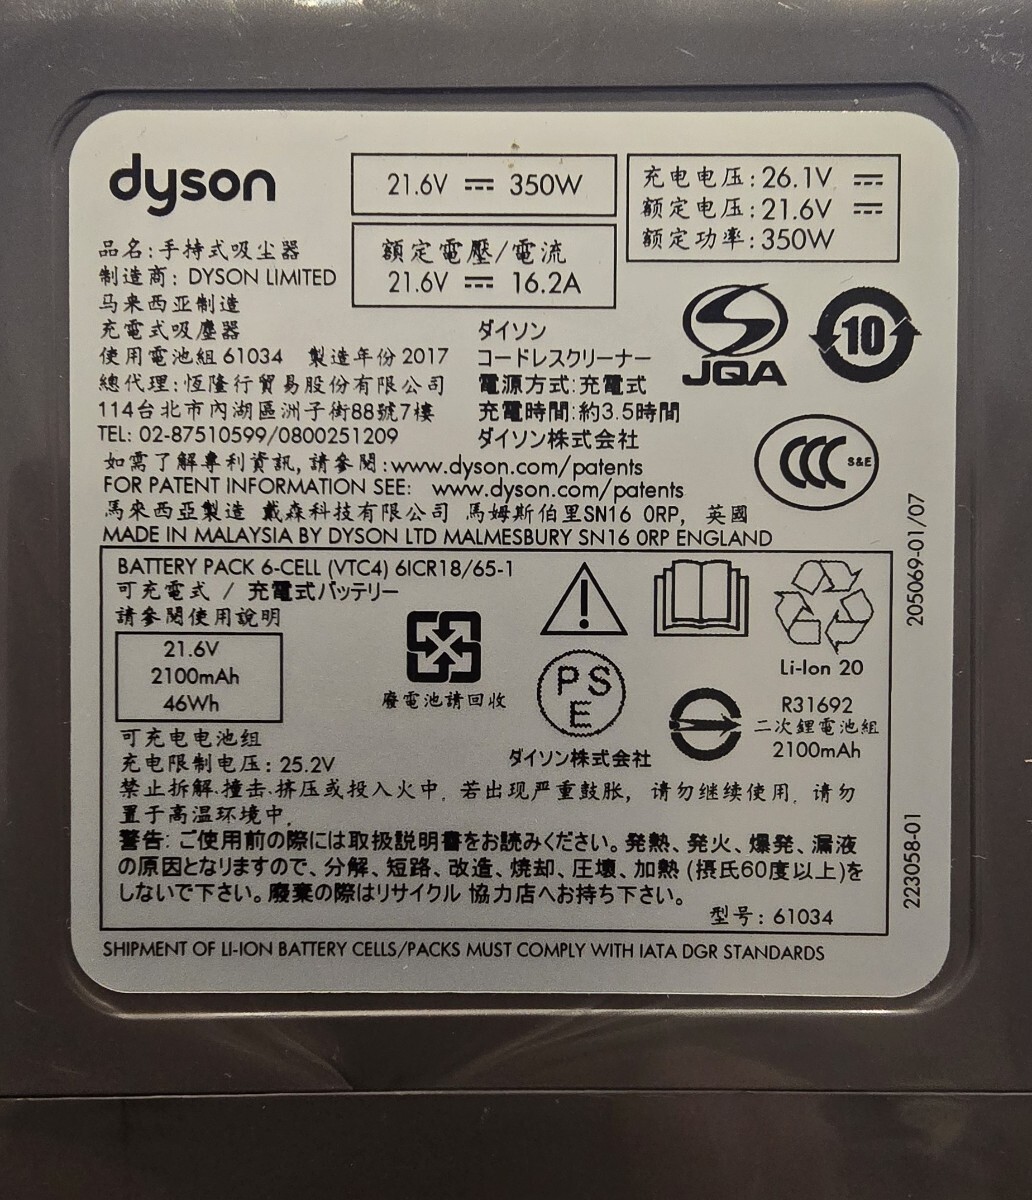 dyson
21.6V ⎓ 350W
額定電壓/電流
21.6V ⎓ 16.2A
充电电压:26.1V ⎓
额定电压:21.6V ⎓
额定功率:350W
品名:手持式吸尘器
制造商: DYSON LIMITED
马来西亚制造
充電式吸塵器
使用電池組61034 製造年份2017
總代理:恆隆行貿易股份有限公司
114台北市內湖區洲子街88號7樓
TEL: 02-87510599/0800251209
ダイソン
コードレスクリーナー
電源方式:充電式
充電時間:約3.5時間
ダイソン株式会社
JQA
10
CCC S&E
如需了解專利資訊,請參閱:www.dyson.com/patents
FOR PATENT INFORMATION SEE: www.dyson.com/patents
馬來西亞製造 戴森科技有限公司 馬姆斯伯里SN16 0RP, 英國
MADE IN MALAYSIA BY DYSON LTD MALMESBURY SN16 0RP ENGLAND
205069-01/07
BATTERY PACK 6-CELL (VTC4) 6ICR18/65-1
可充電式 / 充電式バッテリー
請參閱使用說明
21.6V
2100mAh
46Wh
廢電池請回收
PSE
ダイソン株式会社
Li-Ion 20
R31692
二次鋰電池組
2100mAh
可充电电池组
充电限制电压: 25.2V
禁止拆解.撞击.挤压或投入火中. 若出现严重鼓胀, 请勿继续使用. 请勿
置于高温环境中.
警告: ご使用前の際には取扱説明書をお読みください。発熱、発火、爆発、漏液
の原因となりますので、分解、短路、改造、焼却、圧壊、加熱 (摂氏60度以上)を
しないで下さい。廃棄の際はリサイクル 協力店へお持ち下さい。
型号: 61034
223058-01
SHIPMENT OF LI-ION BATTERY CELLS/PACKS MUST COMPLY WITH IATA DGR STANDARDS